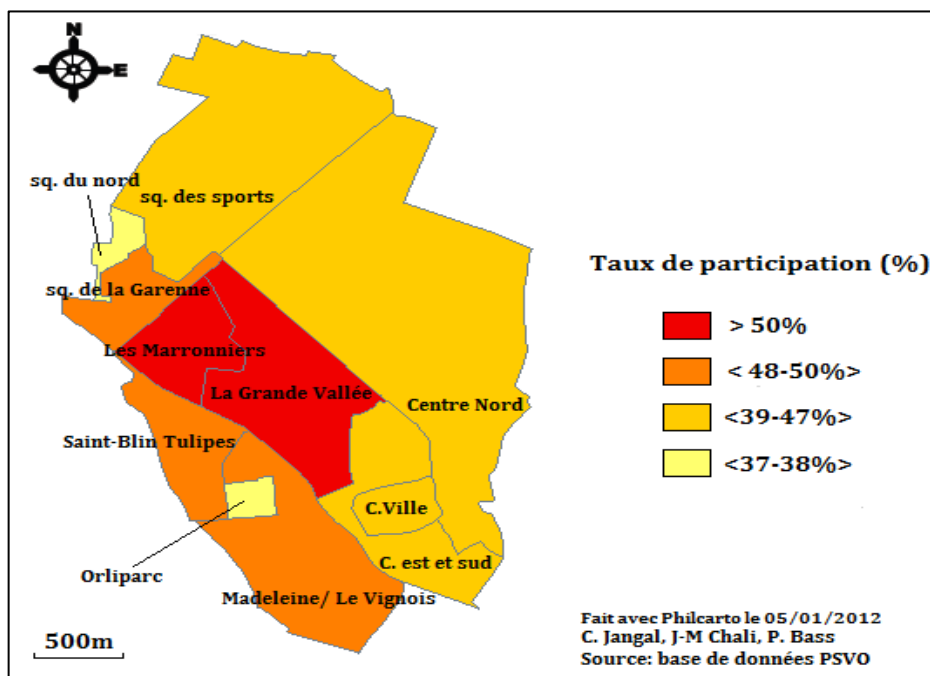 N
E
sq. du nord
sq. des sports
sq. de la Garenne
Les Marronniers
La Grande Vallée
Centre Nord
Saint-Blin Tulipes
C.Ville
C. est et sud
Orliparc
Madeleine/ Le Vignois
500m
Taux de participation (%)
> 50%
< 48-50%>
<39-47%>
<37-38%>
Fait avec Philcarto le 05/01/2012
C. Jangal, J-M Chali, P. Bass
Source: base de données PSVO